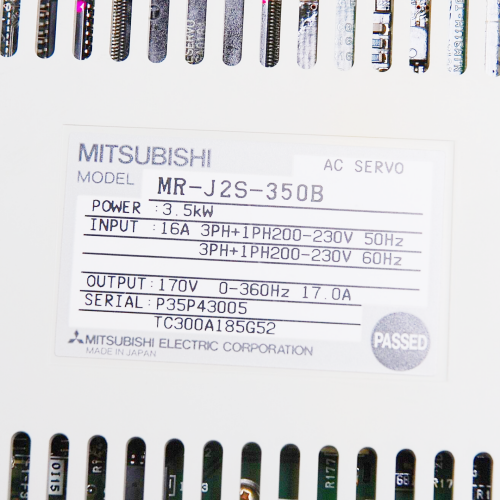 MITSUBISHI
AC SERVO
MODEL MR-J2S-350B
POWER :3.5kW
INPUT :16A 3PH+1PH200-230V 50Hz
3PH+1PH200-230V 60Hz
OUTPUT:170V 0-360Hz 17.0A
SERIAL:P35P43005
TC300A185G52
MITSUBISHI ELECTRIC CORPORATION
MADE IN JAPAN
PASSED